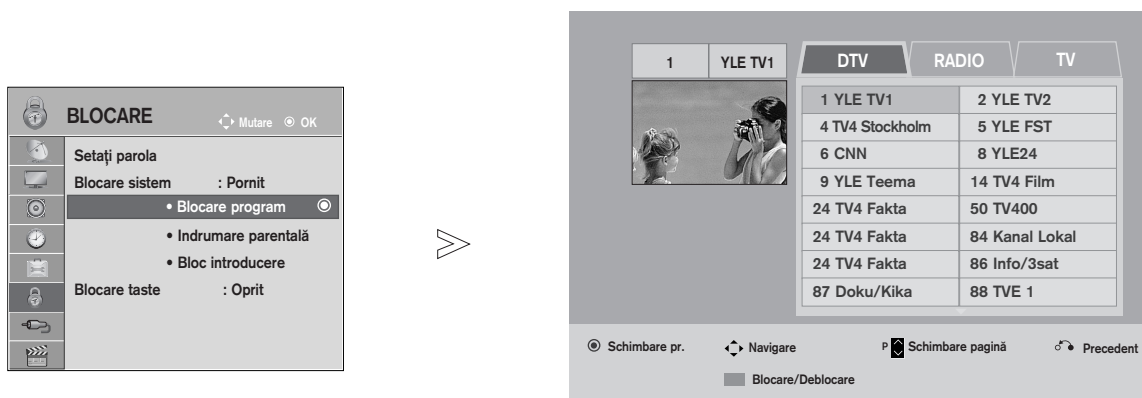 BLOCARE
Mutare OK
Setați parola
Blocare sistem : Pornit
• Blocare program
• Indrumare parentală
• Bloc introducere
Blocare taste : Oprit
1 YLE TV1
DTV RADIO TV
1 YLE TV1 2 YLE TV2
4 TV4 Stockholm 5 YLE FST
6 CNN 8 YLE24
9 YLE Teema 14 TV4 Film
24 TV4 Fakta 50 TV400
24 TV4 Fakta 84 Kanal Lokal
24 TV4 Fakta 86 Info/3sat
87 Doku/Kika 88 TVE 1
Schimbare pr. Navigare P Schimbare pagină Precedent
Blocare/Deblocare